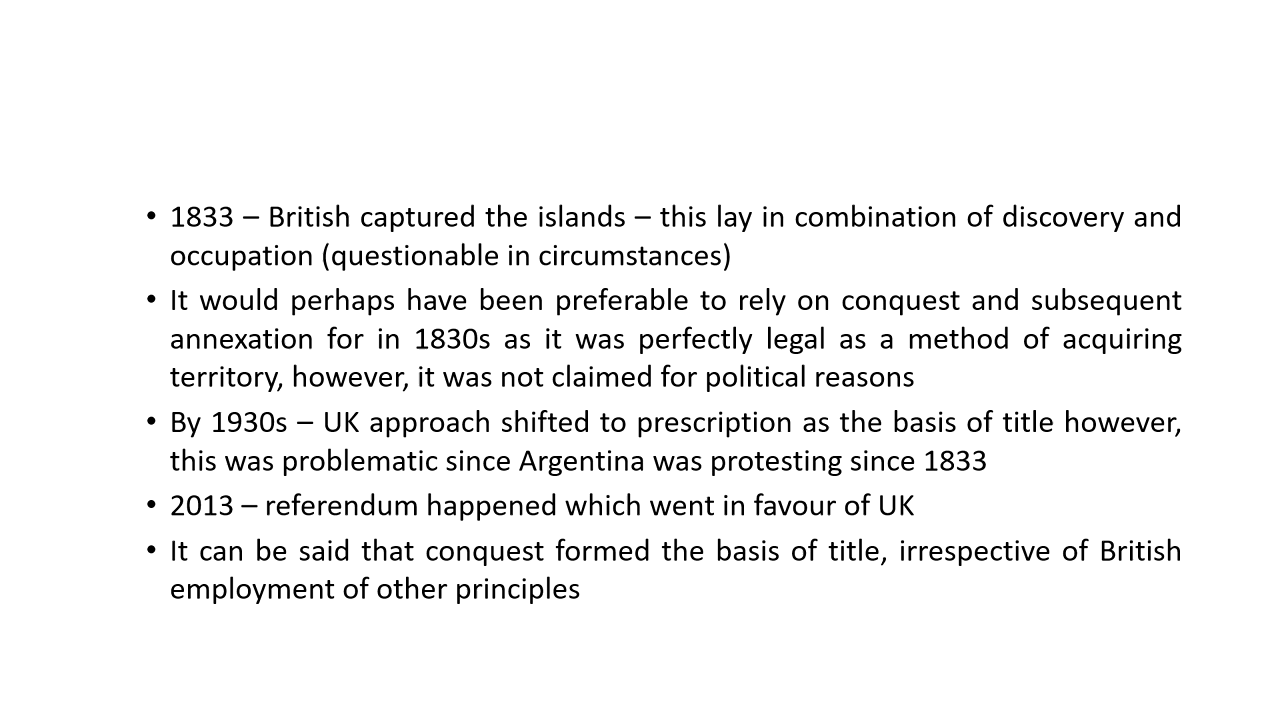 • 1833 – British captured the islands – this lay in combination of discovery and
occupation (questionable in circumstances)
• It would perhaps have been preferable to rely on conquest and subsequent
annexation for in 1830s as it was perfectly legal as a method of acquiring
territory, however, it was not claimed for political reasons
• By 1930s – UK approach shifted to prescription as the basis of title however,
this was problematic since Argentina was protesting since 1833
• 2013 – referendum happened which went in favour of UK
• It can be said that conquest formed the basis of title, irrespective of British
employment of other principles